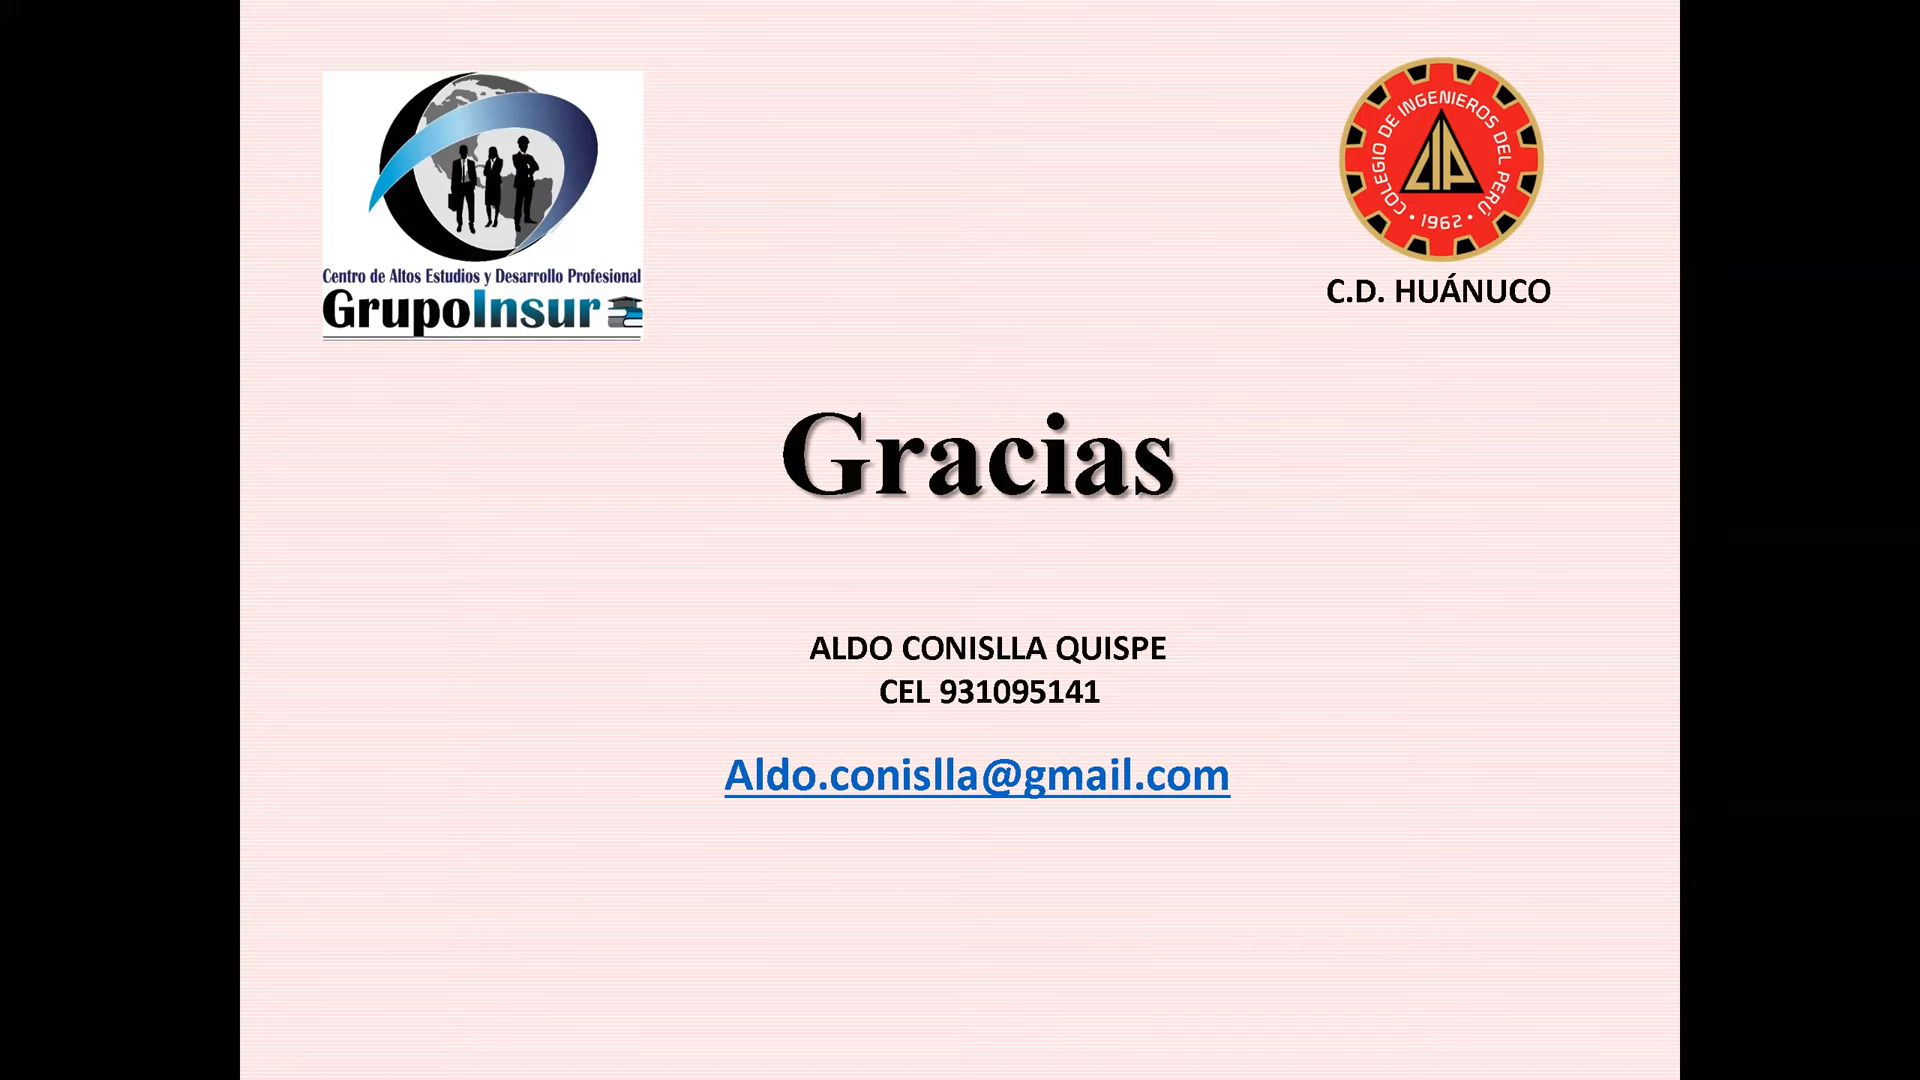 Centro de Altos Estudios y Desarrollo Profesional
GrupoInsur
COLEGIO DE INGENIEROS DEL PERÚ
• 1962 •
CIP
C.D. HUÁNUCO
Gracias
ALDO CONISLLA QUISPE
CEL 931095141
Aldo.conislla@gmail.com